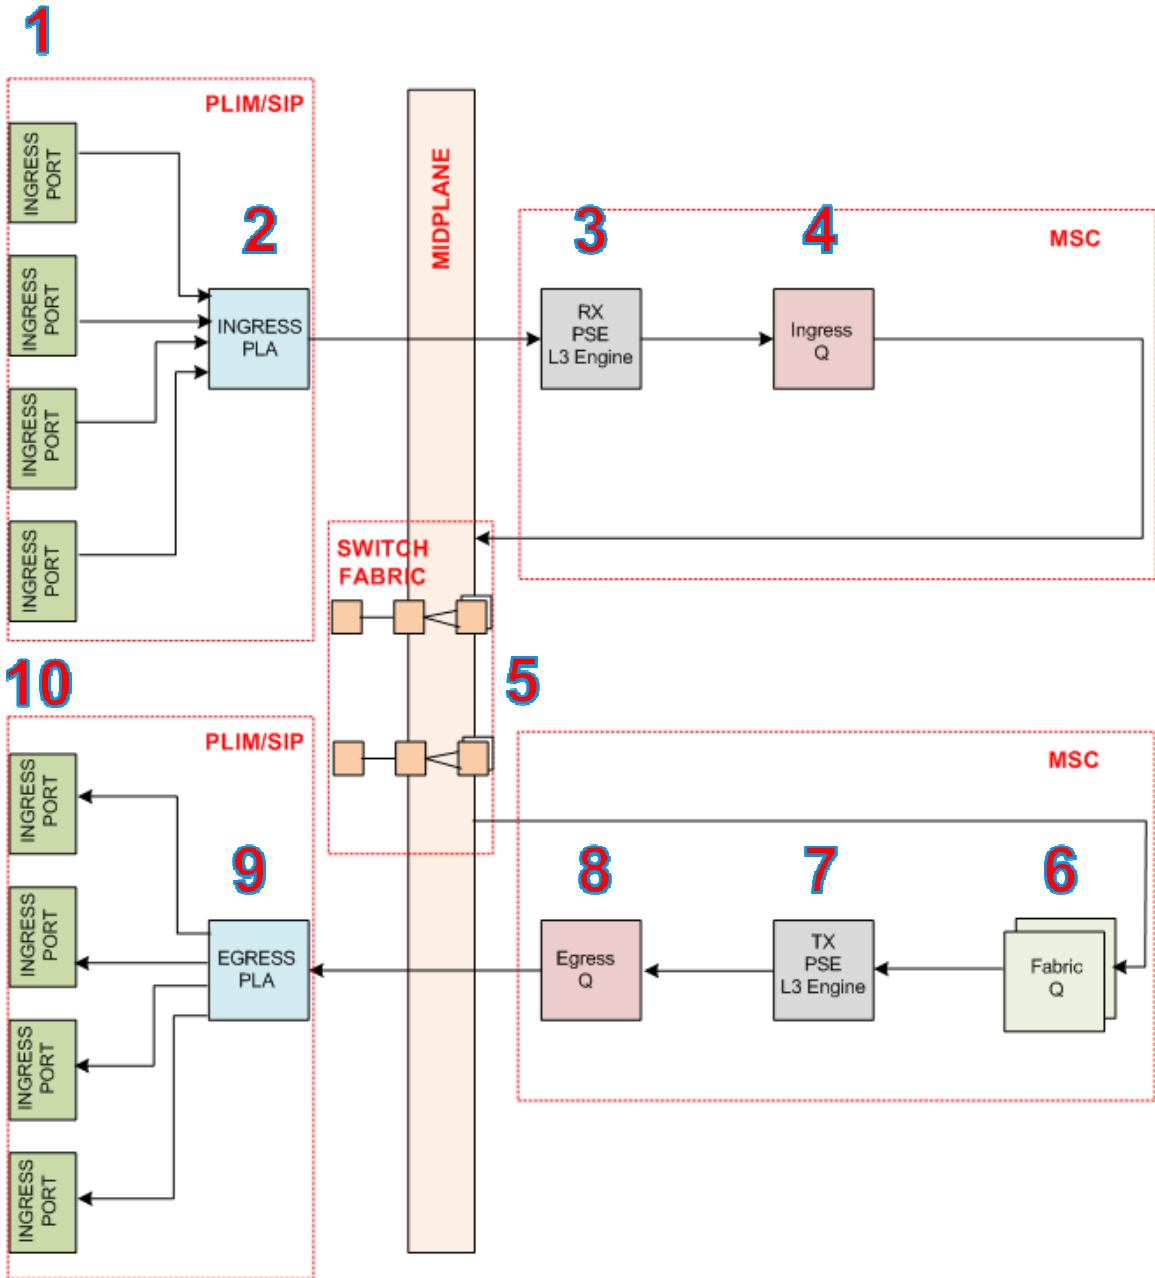 1
PLIM/SIP
INGRESS
PORT
INGRESS
PORT
INGRESS
PORT
INGRESS
PORT
2
INGRESS
PLA
MIDPLANE
3
RX
PSE
L3 Engine
4
Ingress
Q
MSC
SWITCH
FABRIC
5
MSC
6
Fabric
Q
7
TX
PSE
L3 Engine
8
Egress
Q
9
EGRESS
PLA
10
PLIM/SIP
INGRESS
PORT
INGRESS
PORT
INGRESS
PORT
INGRESS
PORT